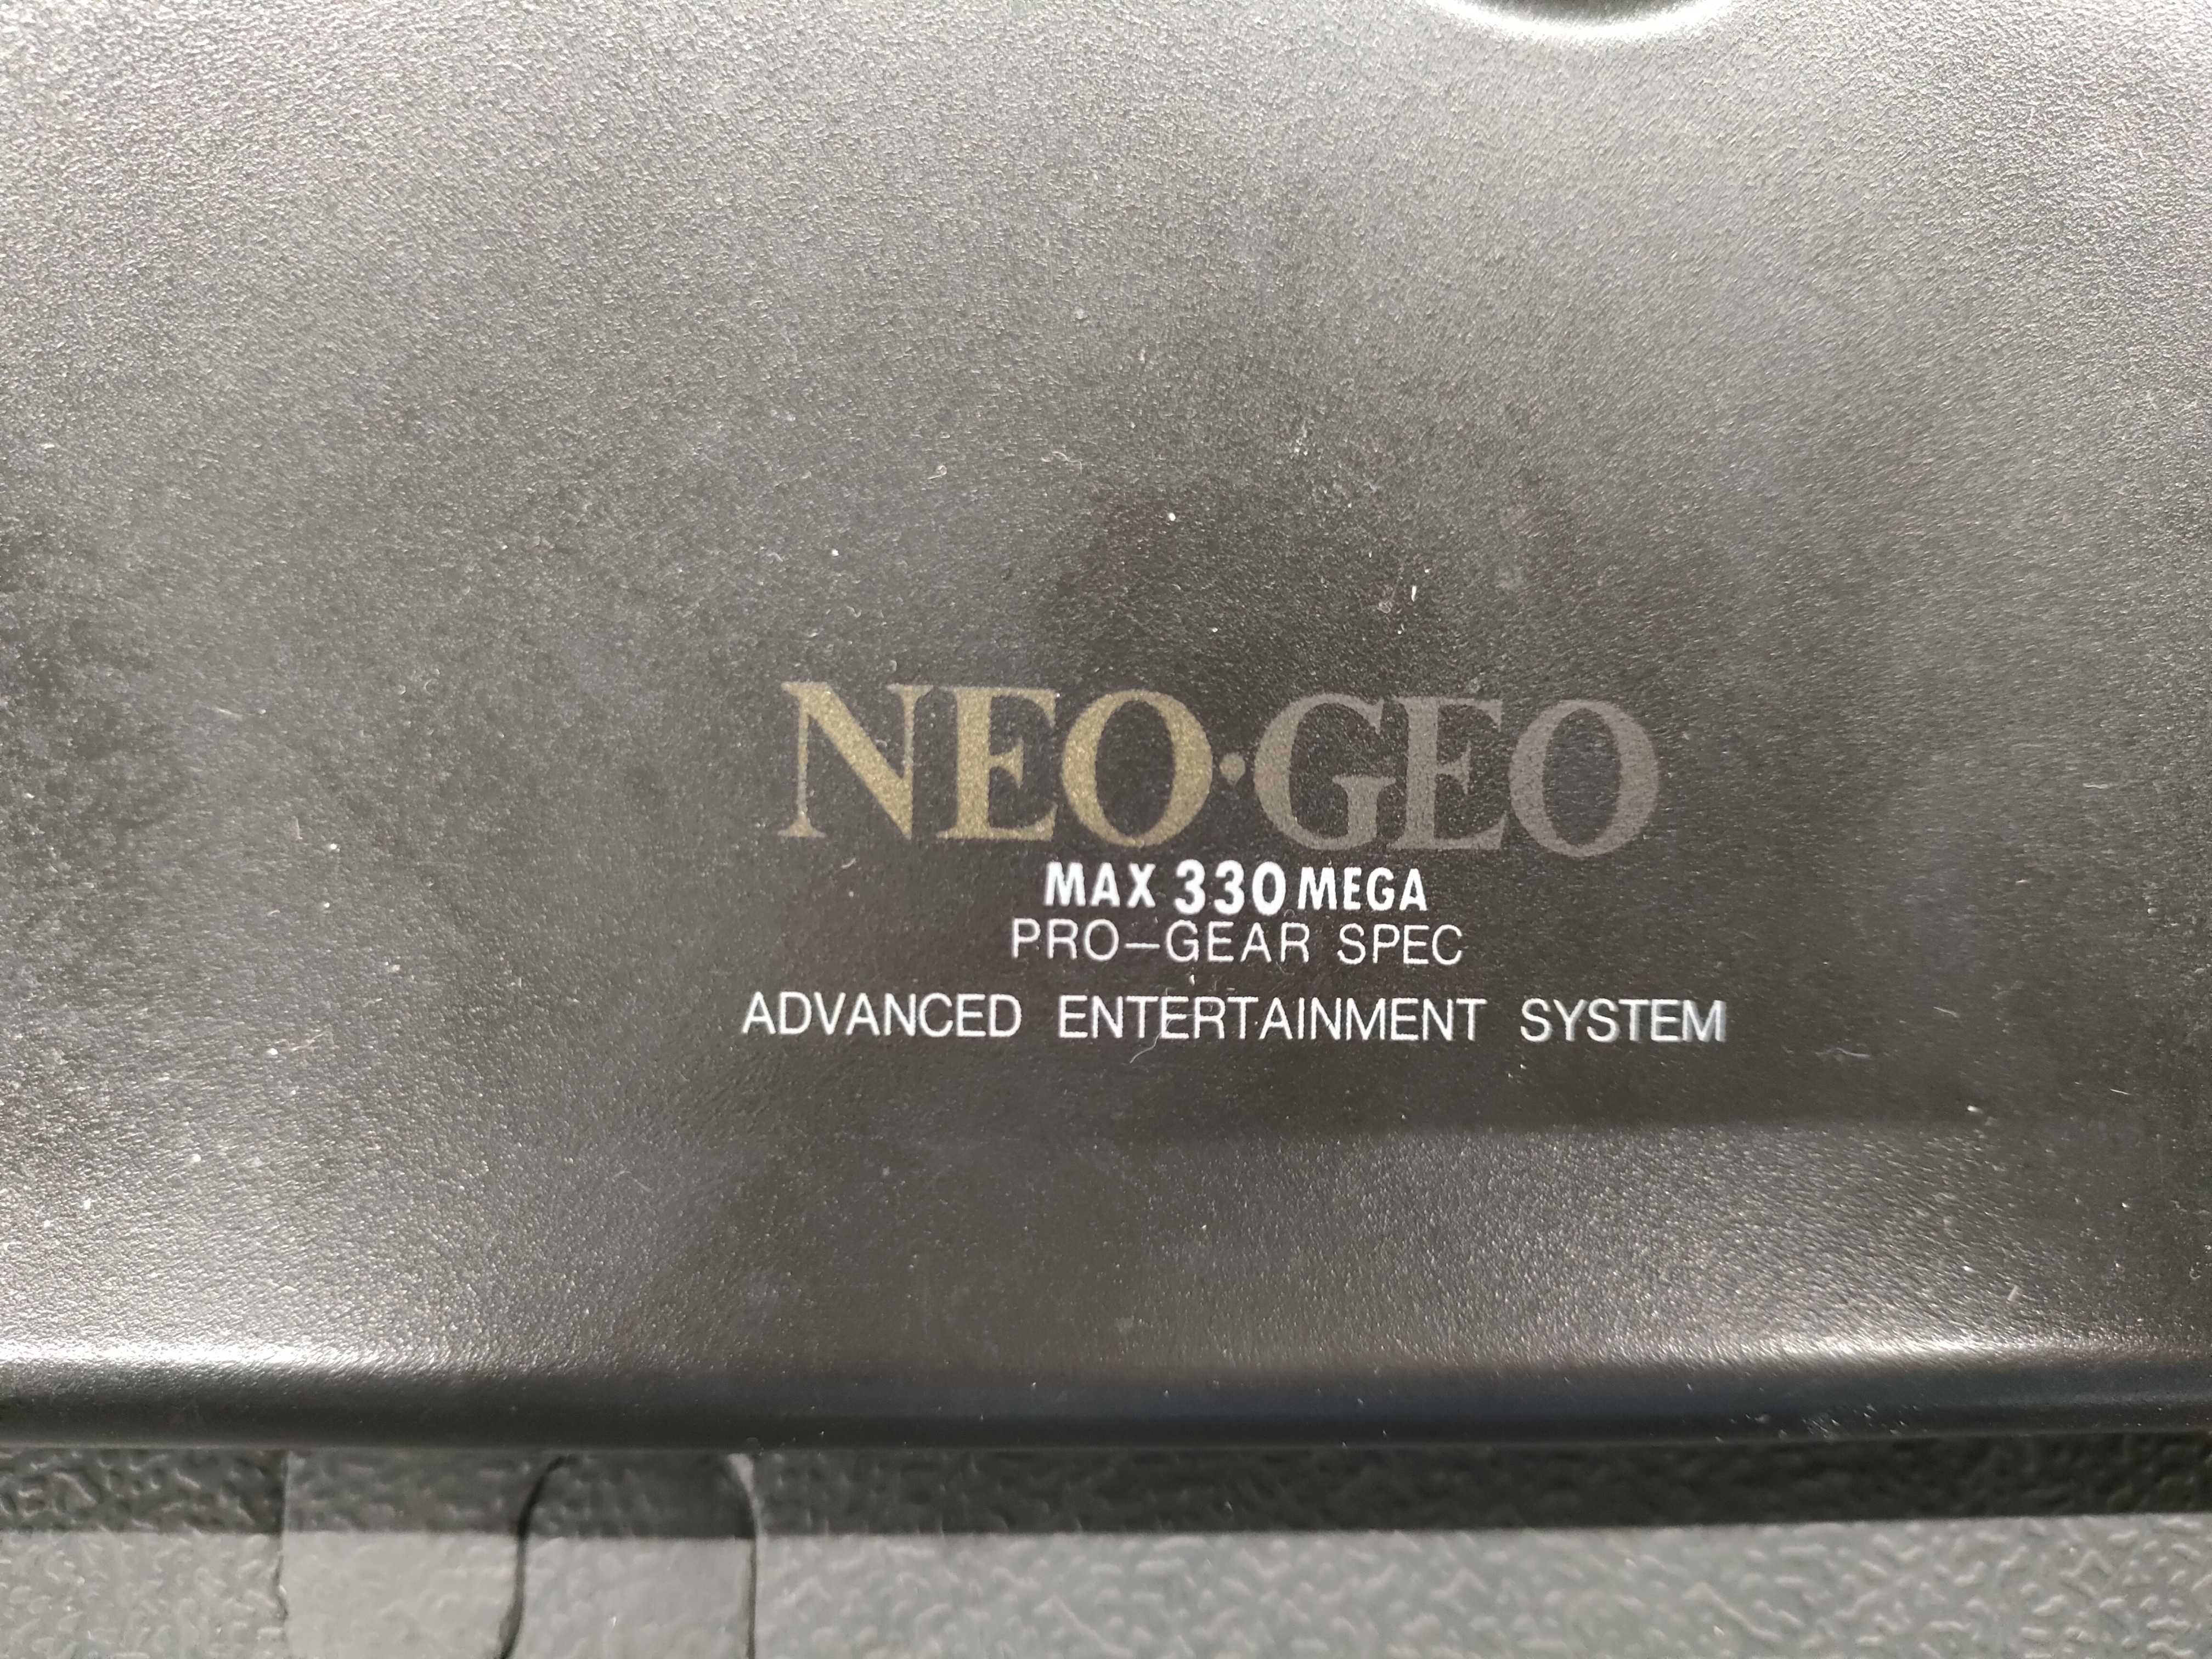 NEO·GEO
MAX 330 MEGA
PRO-GEAR SPEC
ADVANCED ENTERTAINMENT SYSTEM